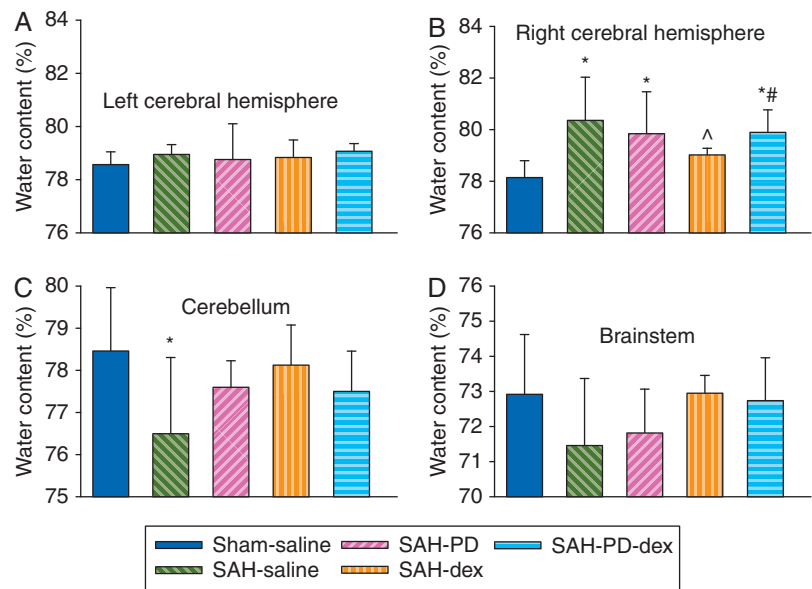 A
Water content (%)
84
82
80
78
76
Left cerebral hemisphere
B
Water content (%)
84
82
80
78
76
Right cerebral hemisphere
*
*
^
*#
C
Water content (%)
80
79
78
77
76
75
Cerebellum
*
D
Water content (%)
76
75
74
73
72
71
70
Brainstem
Sham-saline
SAH-PD
SAH-PD-dex
SAH-saline
SAH-dex